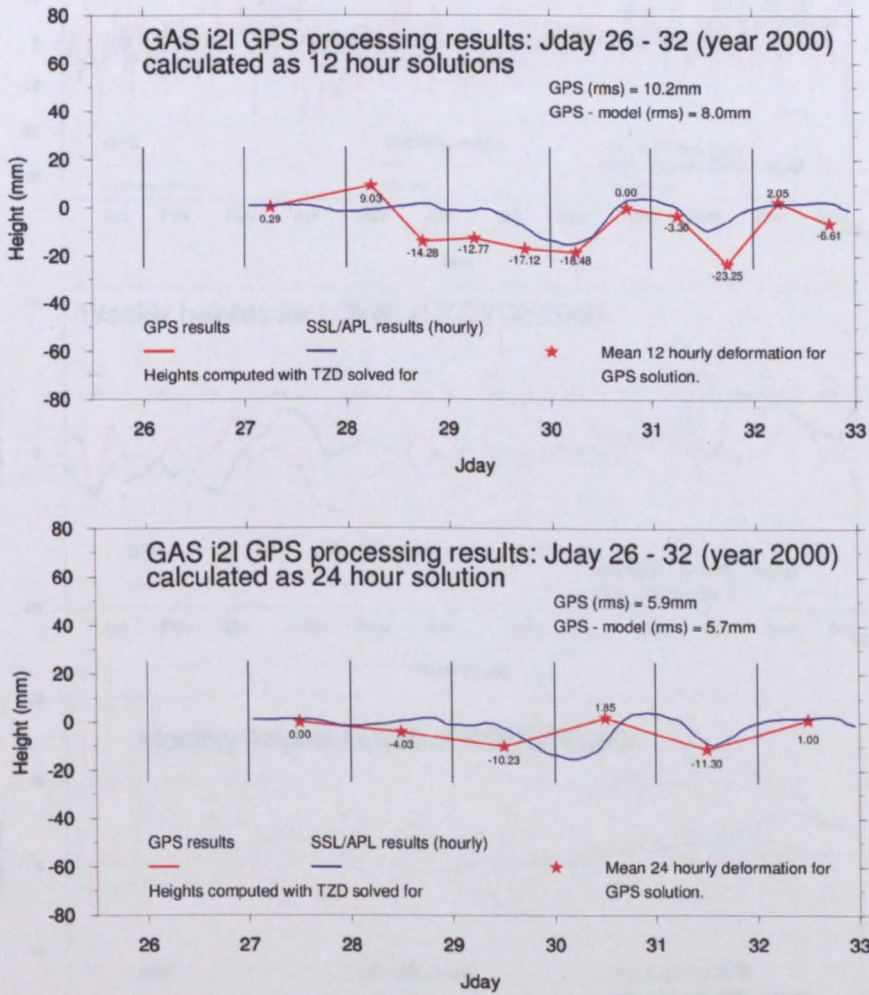 GAS i2l GPS processing results: Jday 26 - 32 (year 2000)
calculated as 12 hour solutions
GPS (rms) = 10.2mm
GPS - model (rms) = 8.0mm
80
60
40
20
0
-20
-40
-60
-80
Height (mm)
0.29
9.03
-14.28
-12.77
-17.12
-18.48
0.00
-3.30
-23.25
2.05
-6.61
GPS results
SSL/APL results (hourly)
Mean 12 hourly deformation for
GPS solution.
Heights computed with TZD solved for
26 27 28 29 30 31 32 33
Jday
GAS i2l GPS processing results: Jday 26 - 32 (year 2000)
calculated as 24 hour solution
GPS (rms) = 5.9mm
GPS - model (rms) = 5.7mm
80
60
40
20
0
-20
-40
-60
-80
Height (mm)
0.00
-4.03
-10.23
1.85
-11.30
1.00
GPS results
SSL/APL results (hourly)
Mean 24 hourly deformation for
GPS solution.
Heights computed with TZD solved for
26 27 28 29 30 31 32 33
Jday